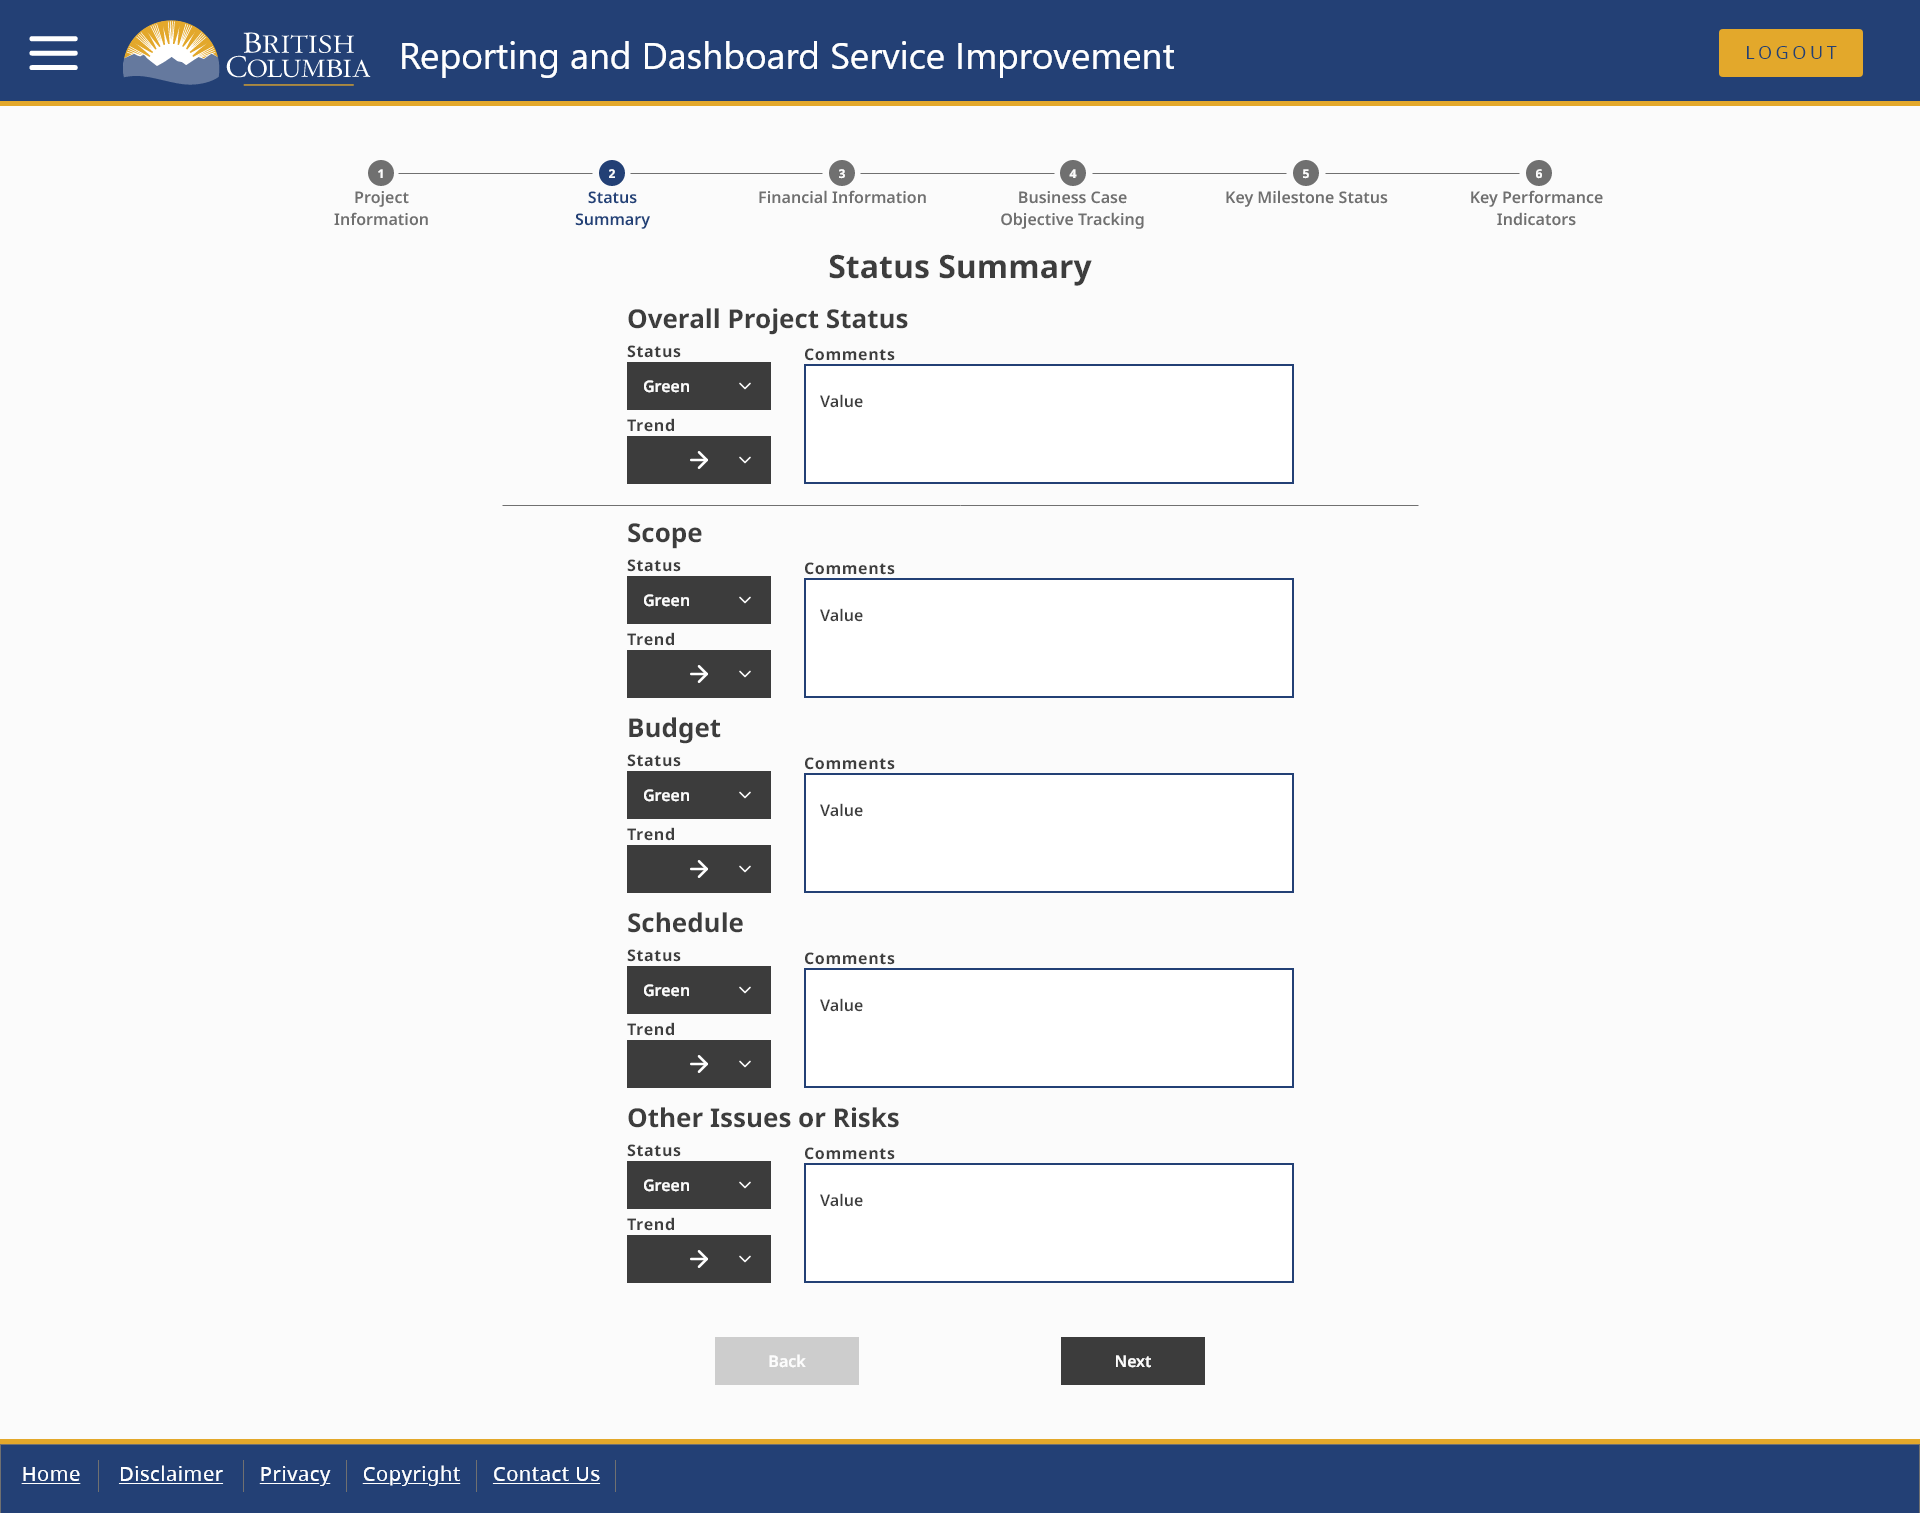 BRITISH
COLUMBIA
Reporting and Dashboard Service Improvement
LOGOUT
1
2
3
4
5
6
Project
Information
Status
Summary
Financial Information
Business Case
Objective Tracking
Key Milestone Status
Key Performance
Indicators
Status Summary
Overall Project Status
Status
Comments
Green
Value
Trend
Scope
Status
Comments
Green
Value
Trend
Budget
Status
Comments
Green
Value
Trend
Schedule
Status
Comments
Green
Value
Trend
Other Issues or Risks
Status
Comments
Green
Value
Trend
Back
Next
Home
Disclaimer
Privacy
Copyright
Contact Us